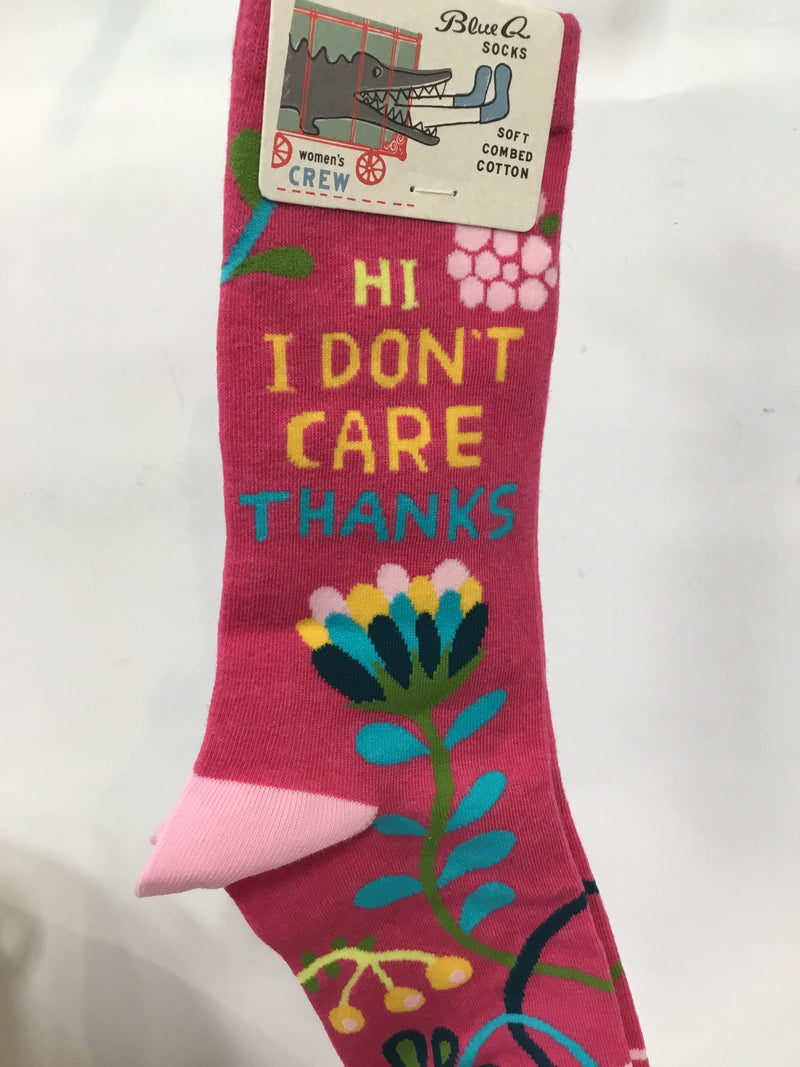 Blue Q
SOCKS
SOFT
COMBED
COTTON
women's
CREW
HI
I DON'T
CARE
THANKS